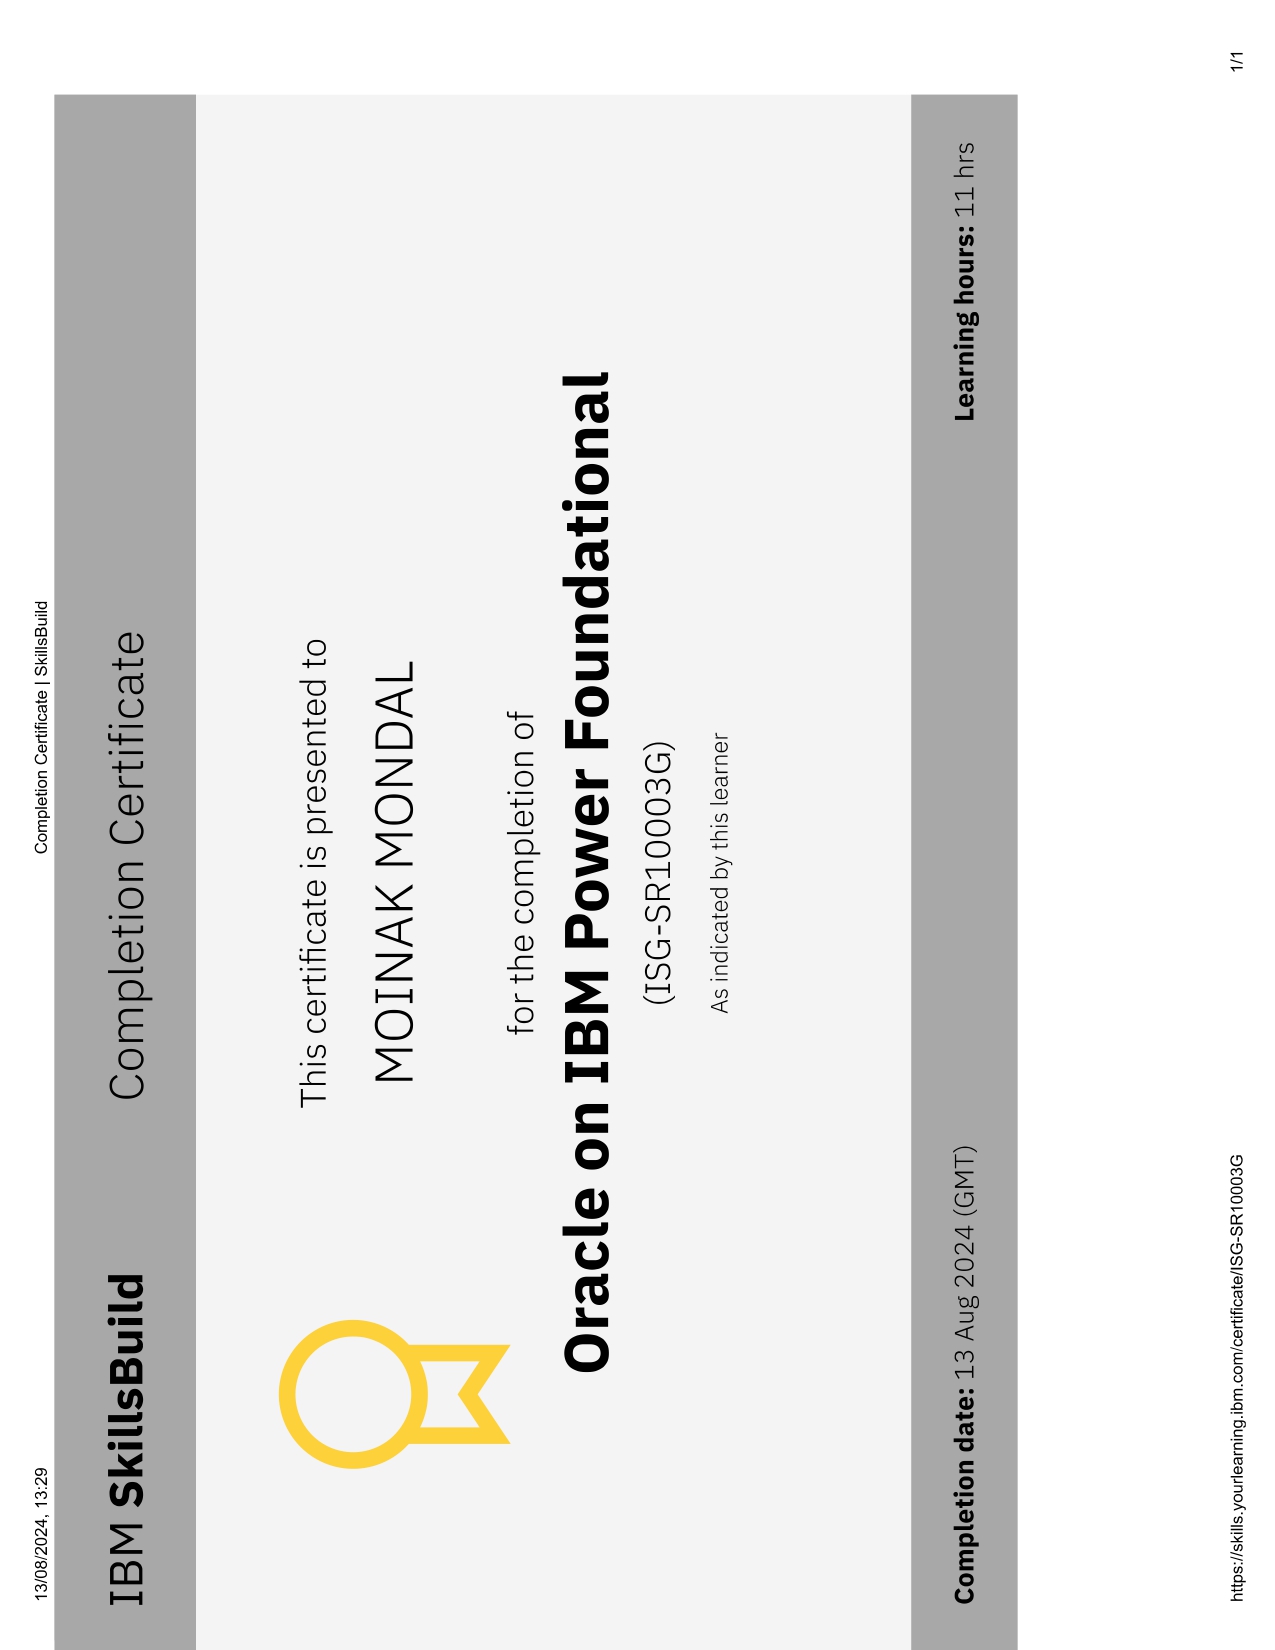 13/08/2024, 13:29
Completion Certificate | SkillsBuild
IBM SkillsBuild
Completion Certificate
This certificate is presented to
MOINAK MONDAL
for the completion of
Oracle on IBM Power Foundational
(ISG-SR10003G)
As indicated by this learner
Completion date: 13 Aug 2024 (GMT)
Learning hours: 11 hrs
https://skills.yourlearning.ibm.com/certificate/ISG-SR10003G
1/1